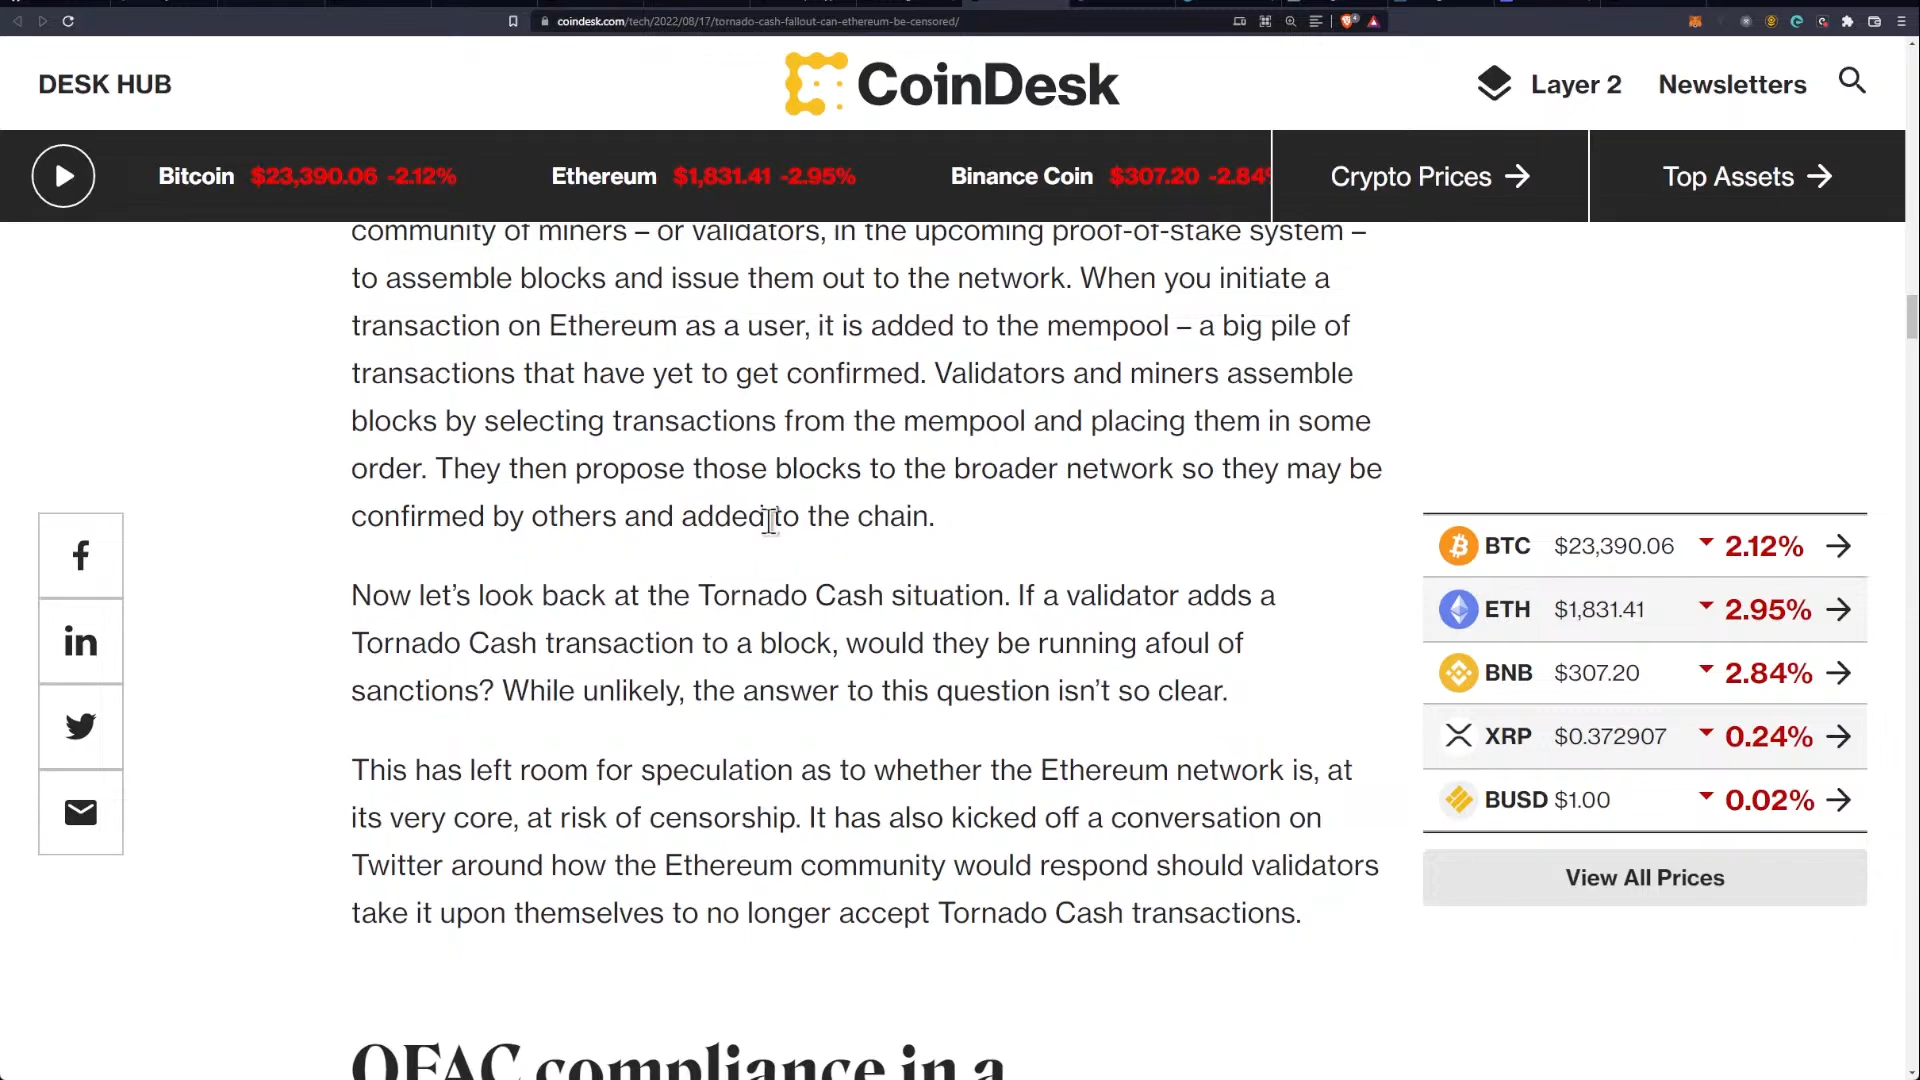 coindesk.com/tech/2022/08/17/tornado-cash-fallout-can-ethereum-be-censored/
DESK HUB
CoinDesk
Layer 2
Newsletters
Bitcoin $23,390.06 -2.12%
Ethereum $1,831.41 -2.95%
Binance Coin $307.20 -2.84%
Crypto Prices →
Top Assets →
community of miners – or validators, in the upcoming proof-of-stake system –
to assemble blocks and issue them out to the network. When you initiate a
transaction on Ethereum as a user, it is added to the mempool – a big pile of
transactions that have yet to get confirmed. Validators and miners assemble
blocks by selecting transactions from the mempool and placing them in some
order. They then propose those blocks to the broader network so they may be
confirmed by others and added to the chain.
Now let’s look back at the Tornado Cash situation. If a validator adds a
Tornado Cash transaction to a block, would they be running afoul of
sanctions? While unlikely, the answer to this question isn’t so clear.
This has left room for speculation as to whether the Ethereum network is, at
its very core, at risk of censorship. It has also kicked off a conversation on
Twitter around how the Ethereum community would respond should validators
take it upon themselves to no longer accept Tornado Cash transactions.
OFAC compliance in a
BTC $23,390.06 2.12% →
ETH $1,831.41 2.95% →
BNB $307.20 2.84% →
XRP $0.372907 0.24% →
BUSD $1.00 0.02% →
View All Prices